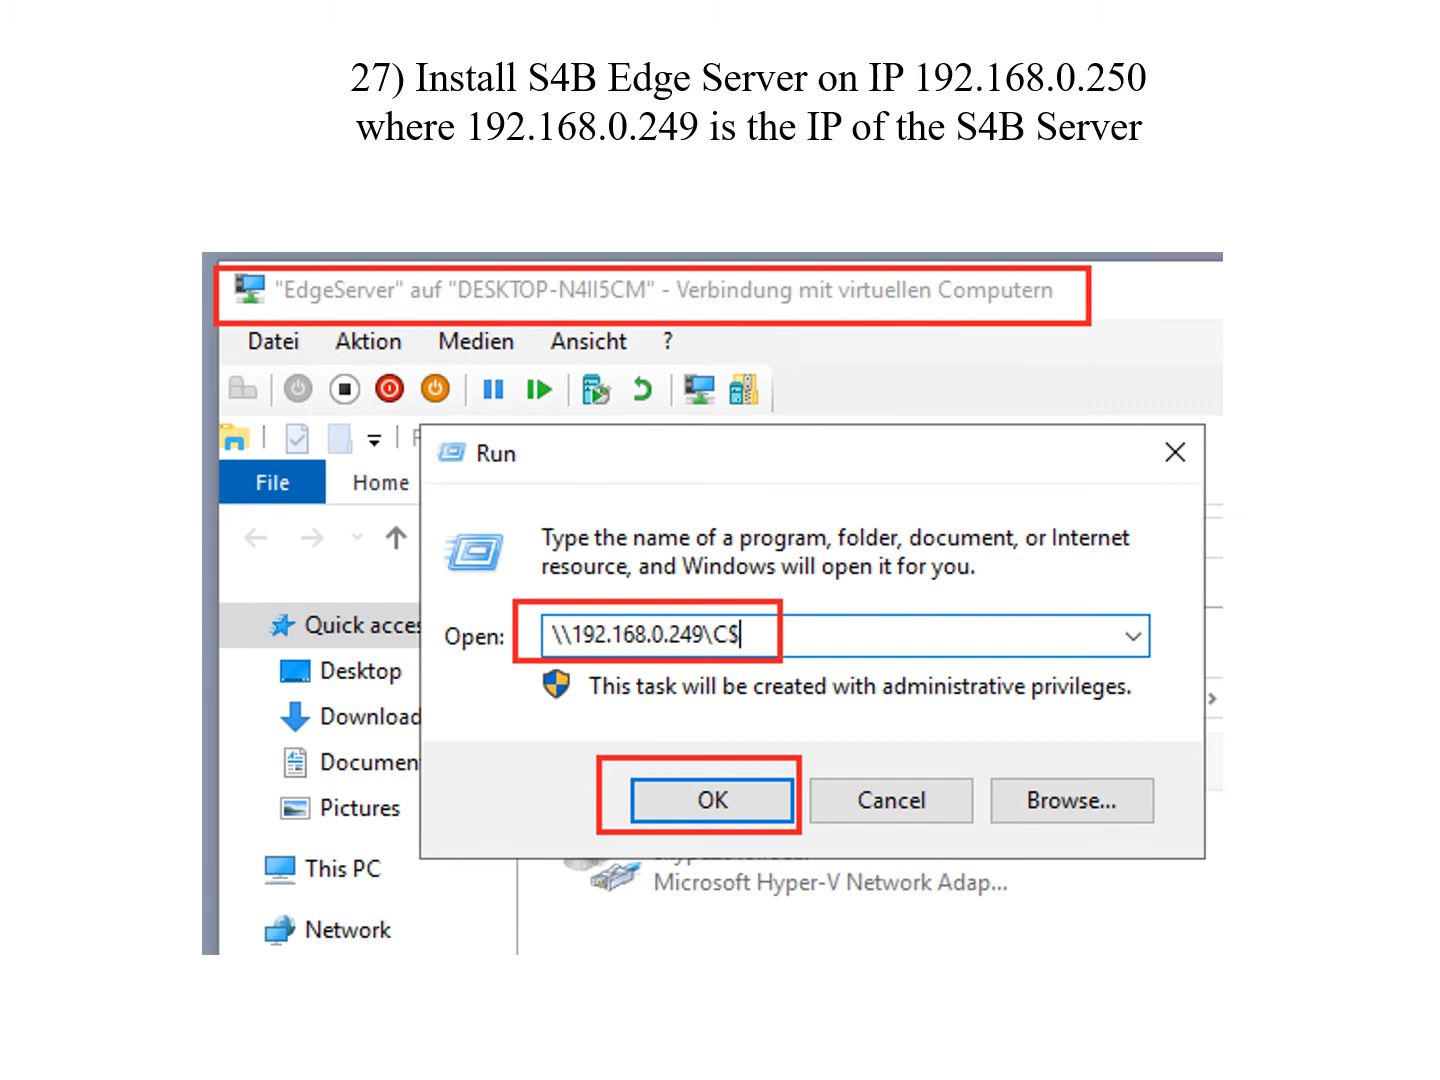 27) Install S4B Edge Server on IP 192.168.0.250
where 192.168.0.249 is the IP of the S4B Server
"EdgeServer" auf "DESKTOP-N4II5CM" - Verbindung mit virtuellen Computern
Datei Aktion Medien Ansicht ?
Run
File Home
Type the name of a program, folder, document, or Internet
resource, and Windows will open it for you.
Quick acces
Open: \\192.168.0.249\C$
Desktop
This task will be created with administrative privileges.
Download
Documen
OK Cancel Browse...
Pictures
This PC
Microsoft Hyper-V Network Adap...
Network